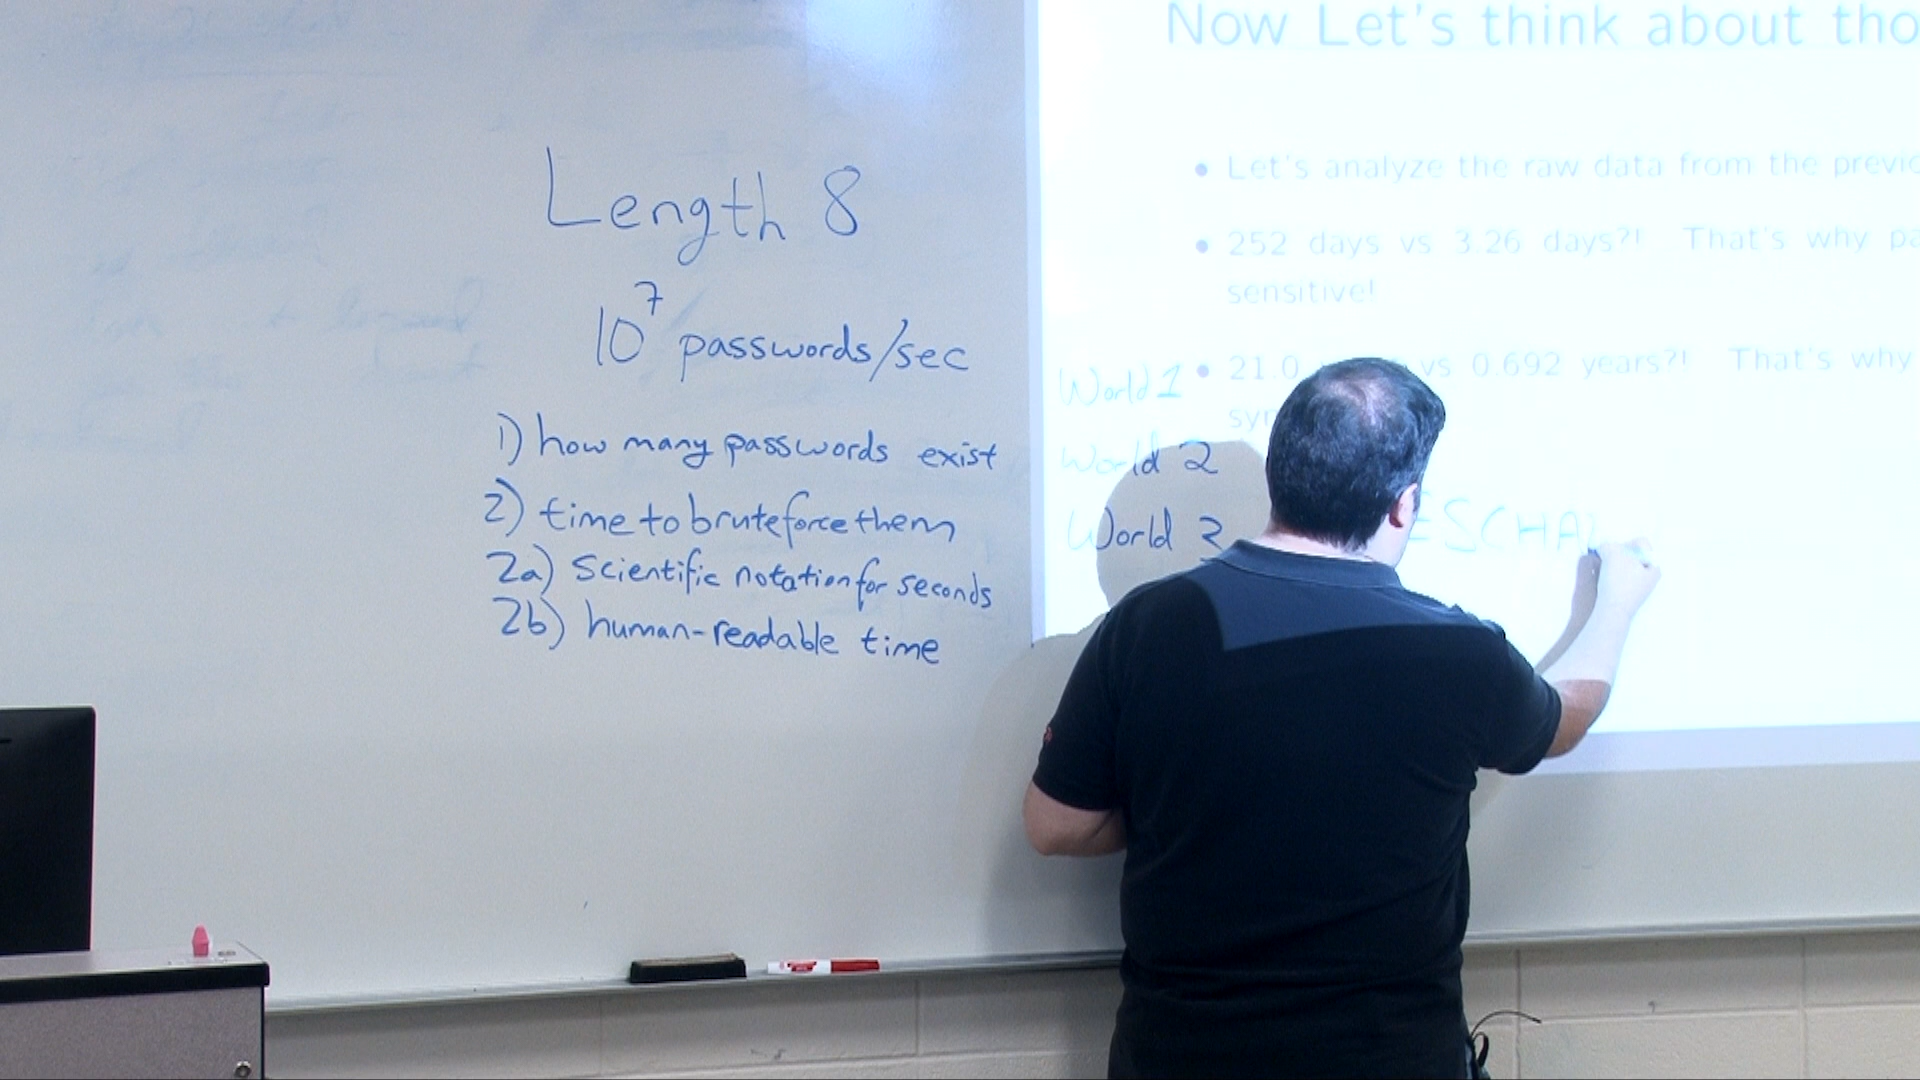 Length 8
10⁷ passwords/sec
1) how many passwords exist
2) time to bruteforce them
2a) Scientific notation for seconds
2b) human-readable time
Now Let's think about tho
• Let's analyze the raw data from the previo
• 252 days vs 3.26 days?! That's why pa
sensitive!
• 21.0 vs 0.692 years?! That's why
sy
World 1
World 2
World 3 ESCHA